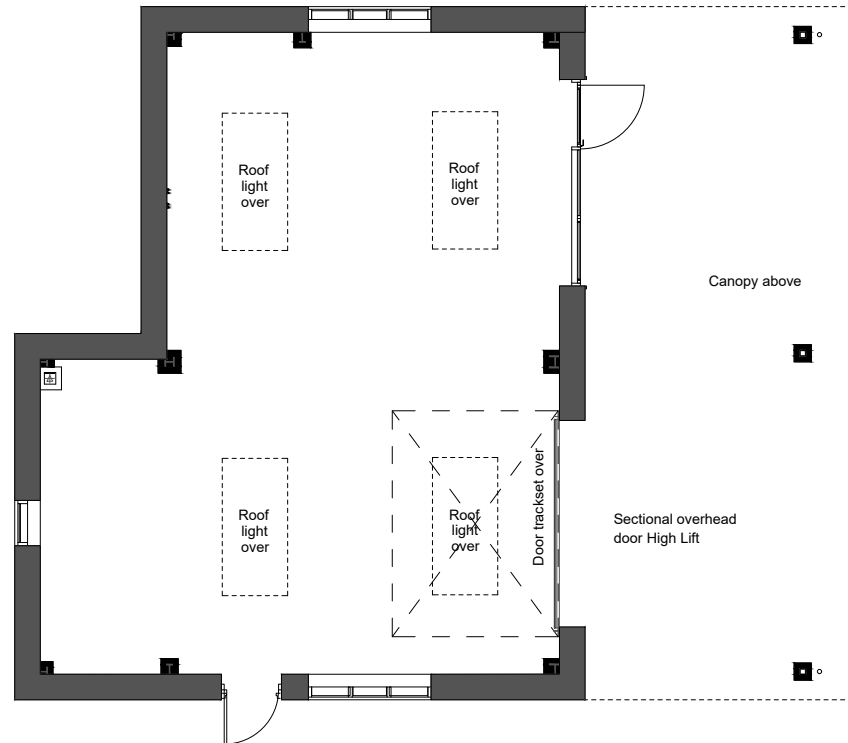 Roof
light
over
Roof
light
over
Canopy above
Roof
light
over
Roof
light
over
Door trackset over
Sectional overhead
door High Lift